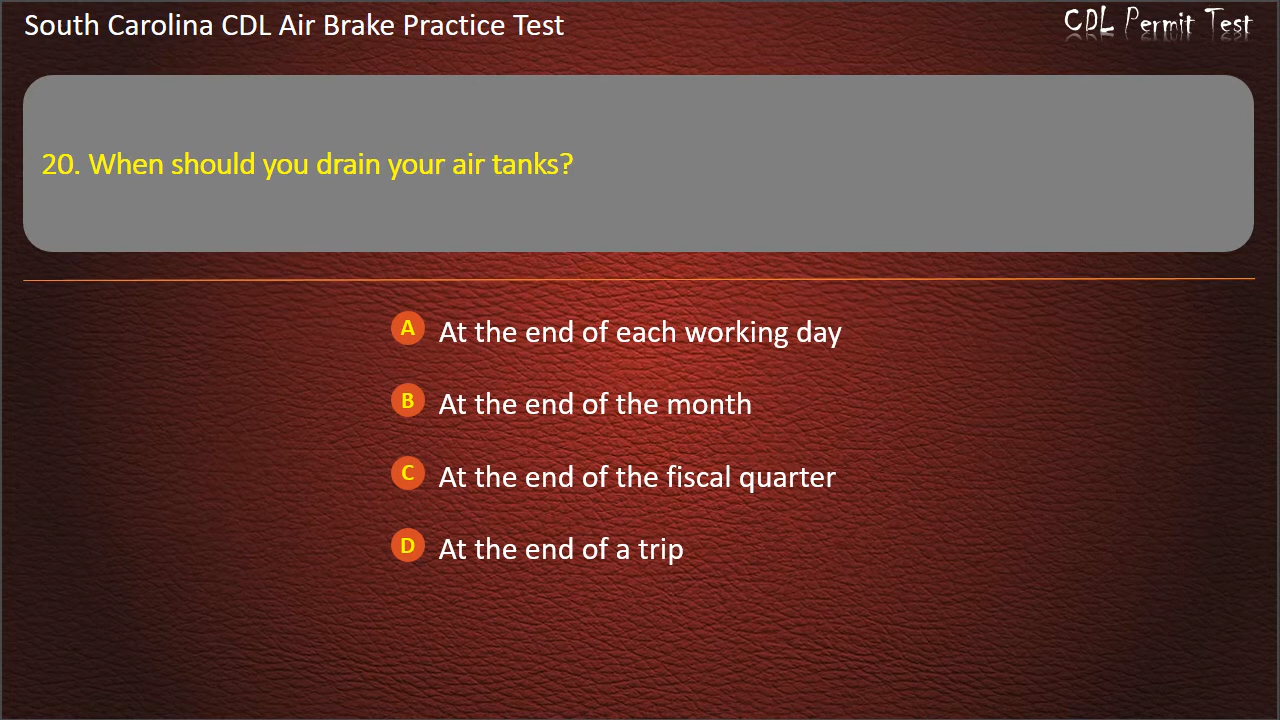 South Carolina CDL Air Brake Practice Test
CDL Permit Test
20. When should you drain your air tanks?
A At the end of each working day
B At the end of the month
C At the end of the fiscal quarter
D At the end of a trip